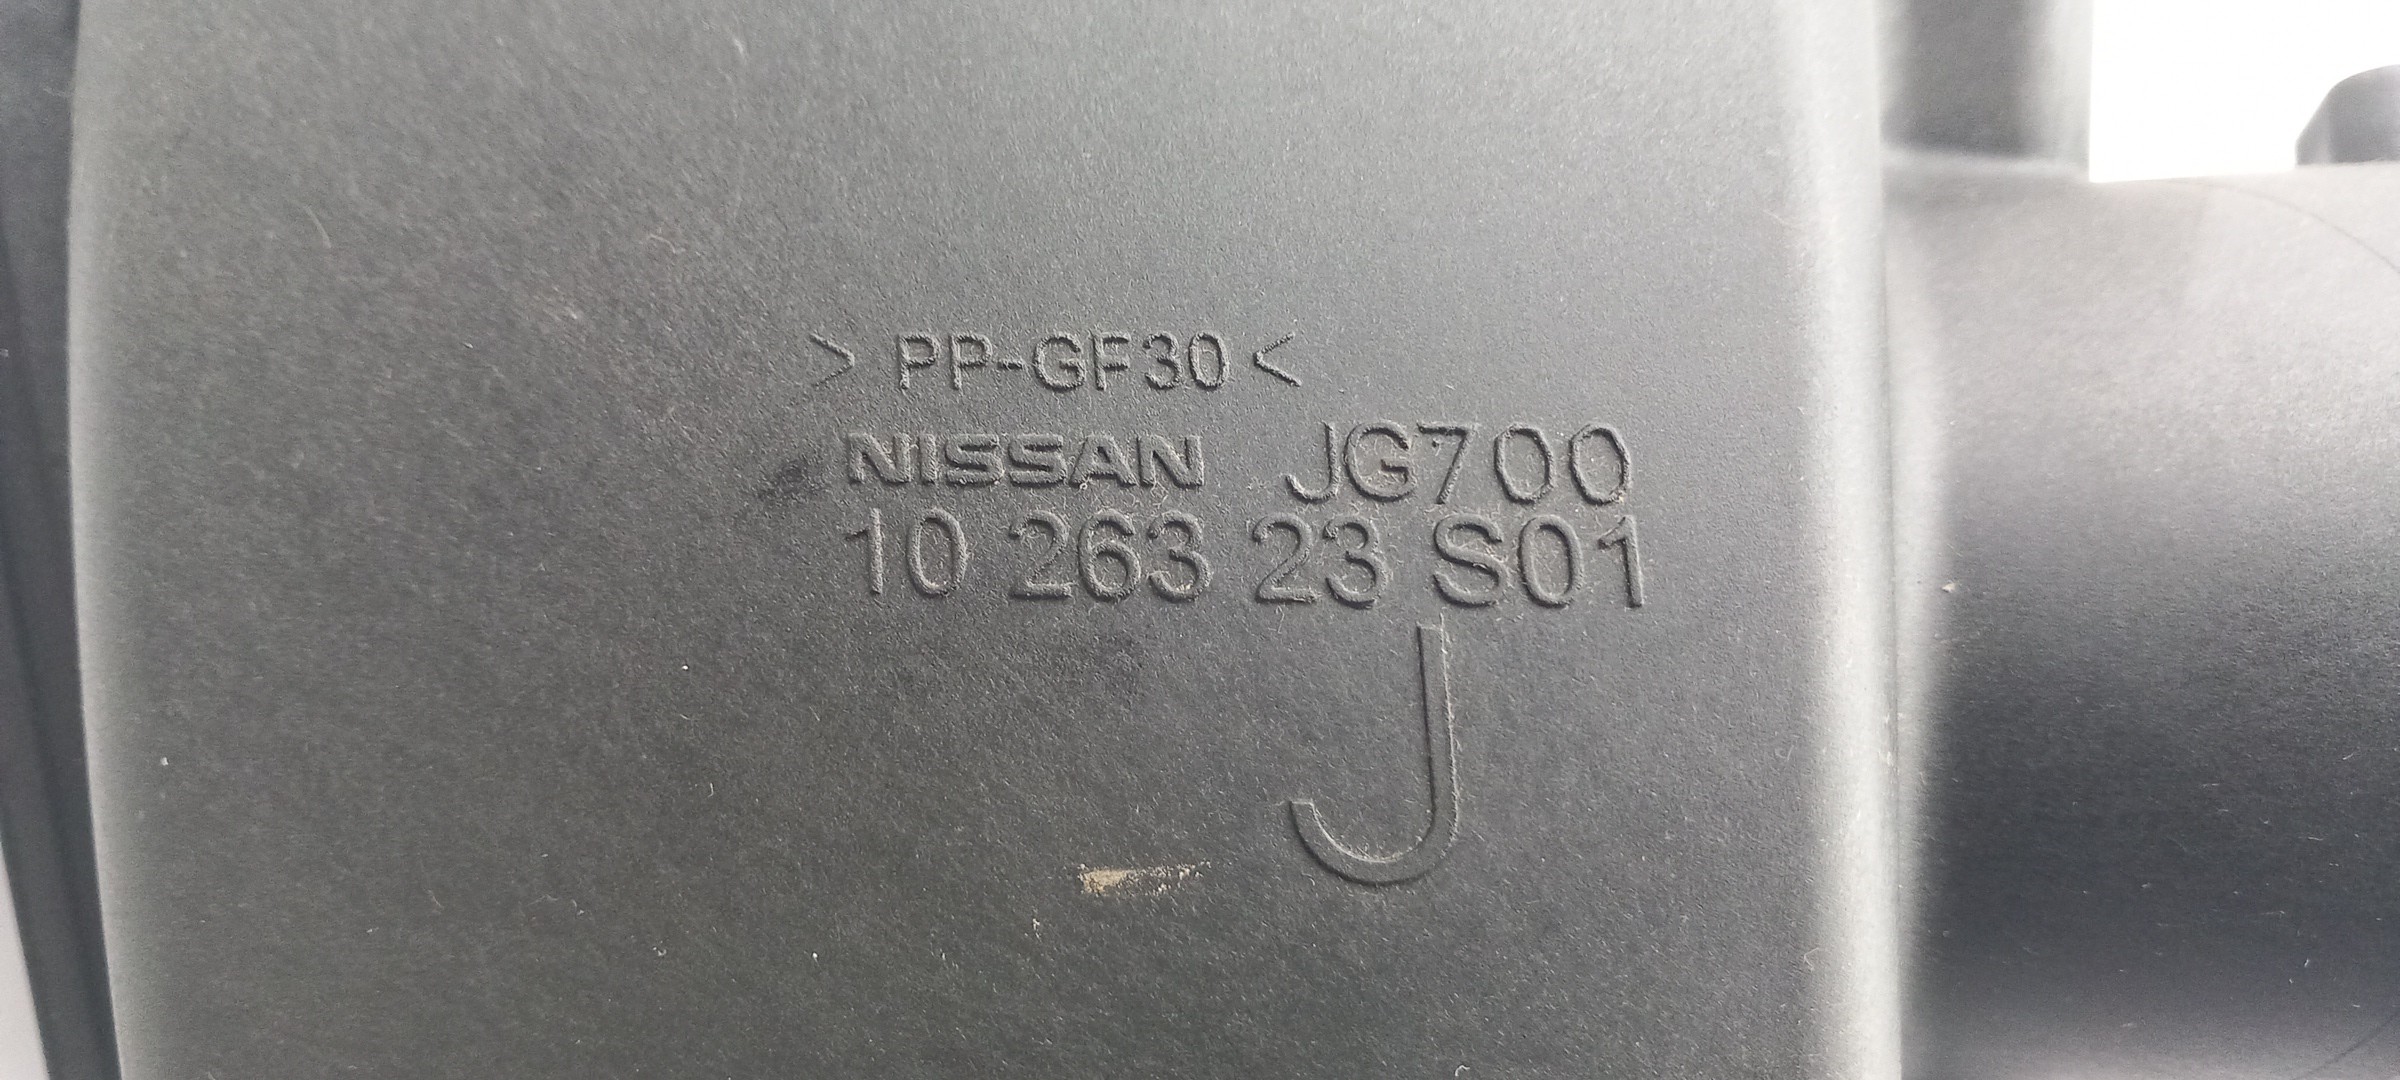 > PP-GF30 <
NISSAN JG700
10 263 23 S01
J